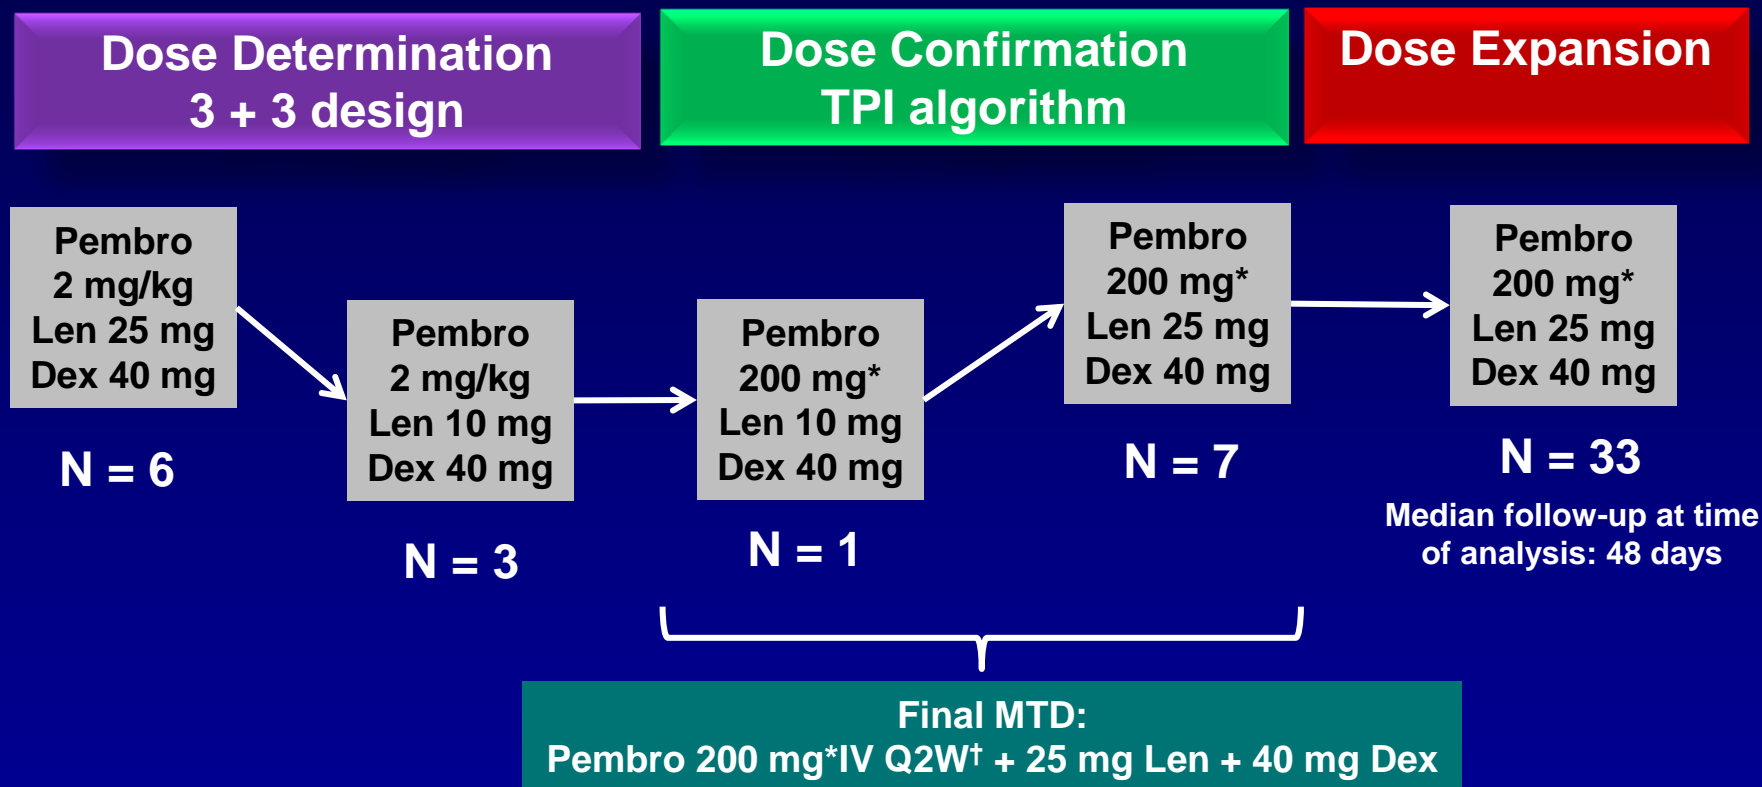 Dose Determination
3 + 3 design
Dose Confirmation
TPI algorithm
Dose Expansion
Pembro
2 mg/kg
Len 25 mg
Dex 40 mg
N = 6
Pembro
2 mg/kg
Len 10 mg
Dex 40 mg
N = 3
Pembro
200 mg*
Len 10 mg
Dex 40 mg
N = 1
Pembro
200 mg*
Len 25 mg
Dex 40 mg
N = 7
Pembro
200 mg*
Len 25 mg
Dex 40 mg
N = 33
Median follow-up at time
of analysis: 48 days
Final MTD:
Pembro 200 mg*IV Q2W† + 25 mg Len + 40 mg Dex